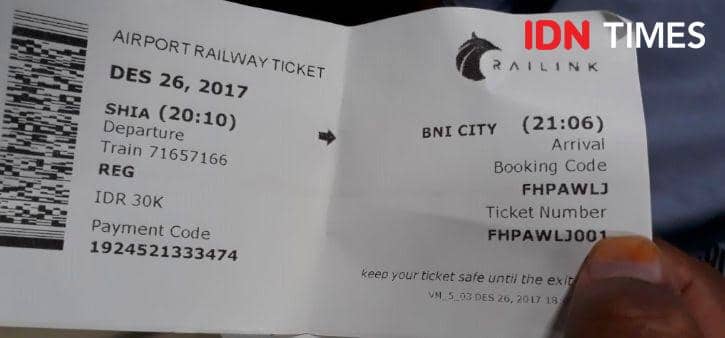 IDN TIMES
AIRPORT RAILWAY TICKET
RAILINK
DES 26, 2017
SHIA (20:10)
Departure
Train 71657166
REG
IDR 30K
Payment Code
1924521333474
BNI CITY (21:06)
Arrival
Booking Code
FHPAWLJ
Ticket Number
FHPAWLJ001
keep your ticket safe until the exit
VM_5_03 DES 26, 2017 18